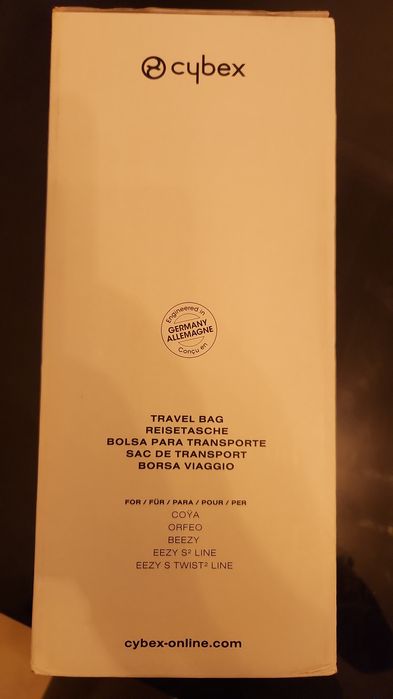 cybex
Engineered in
GERMANY
ALLEMAGNE
Conçu en
TRAVEL BAG
REISETASCHE
BOLSA PARA TRANSPORTE
SAC DE TRANSPORT
BORSA VIAGGIO
FOR / FÜR / PARA / POUR / PER
COŸA
ORFEO
BEEZY
EEZY S² LINE
EEZY S TWIST² LINE
cybex-online.com